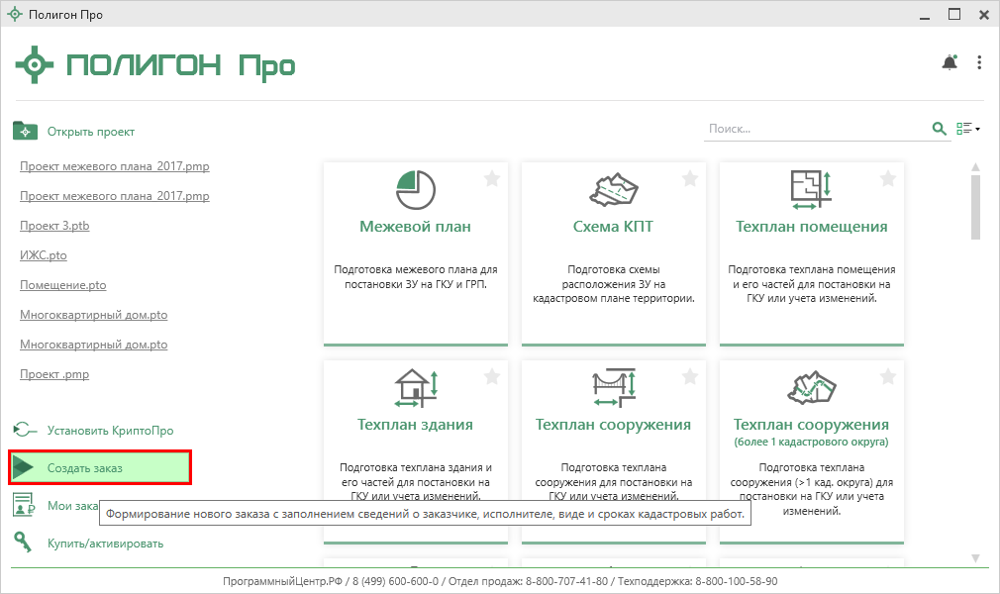 Полигон Про
ПОЛИГОН Про
Открыть проект
Поиск...
Проект межевого плана_2017.pmp
Проект межевого плана_2017.pmp
Проект 3.ptb
ИЖС.pto
Помещение.pto
Многоквартирный дом.pto
Многоквартирный дом.pto
Проект .pmp
Установить КриптоПро
Создать заказ
Мои зака
Купить/активировать
Межевой план
Подготовка межевого плана для
постановки ЗУ на ГКУ и ГРП.
Схема КПТ
Подготовка схемы
расположения ЗУ на
кадастровом плане территории.
Техплан помещения
Подготовка техплана помещения
и его частей для постановки на
ГКУ или учета изменений.
Техплан здания
Подготовка техплана здания и
его частей для постановки на
ГКУ или учета изменений.
Техплан сооружения
Подготовка техплана
сооружения для постановки на
ГКУ или учета изменений.
Техплан сооружения
(более 1 кадастрового округа)
Подготовка техплана
сооружения (>1 кад. округа) для
постановки на ГКУ или учета
изменений.
Формирование нового заказа с заполнением сведений о заказчике, исполнителе, виде и сроках кадастровых работ.
ПрограммныйЦентр.РФ / 8 (499) 600-600-0 / Отдел продаж: 8-800-707-41-80 / Техподдержка: 8-800-100-58-90